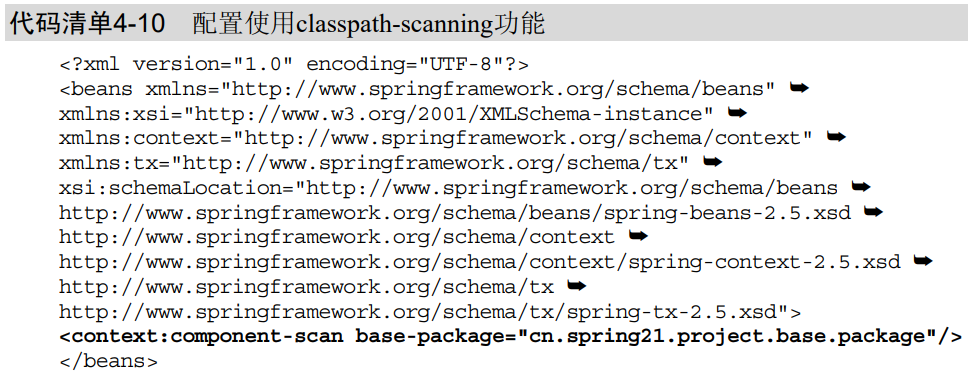 代码清单4-10 配置使用classpath-scanning功能
<?xml version="1.0" encoding="UTF-8"?>
<beans xmlns="http://www.springframework.org/schema/beans" ➥
xmlns:xsi="http://www.w3.org/2001/XMLSchema-instance" ➥
xmlns:context="http://www.springframework.org/schema/context" ➥
xmlns:tx="http://www.springframework.org/schema/tx" ➥
xsi:schemaLocation="http://www.springframework.org/schema/beans ➥
http://www.springframework.org/schema/beans/spring-beans-2.5.xsd ➥
http://www.springframework.org/schema/context ➥
http://www.springframework.org/schema/context/spring-context-2.5.xsd ➥
http://www.springframework.org/schema/tx ➥
http://www.springframework.org/schema/tx/spring-tx-2.5.xsd">
<context:component-scan base-package="cn.spring21.project.base.package"/>
</beans>